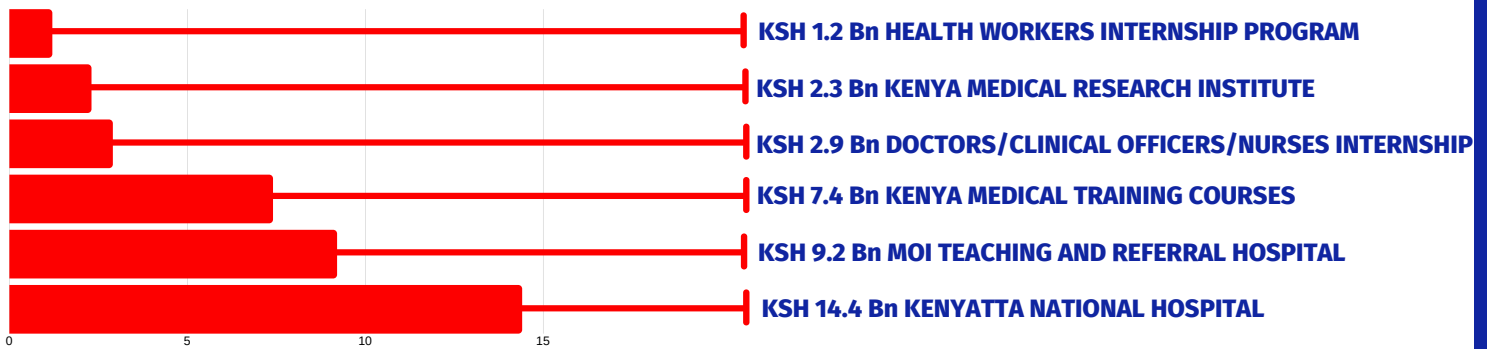 KSH 1.2 Bn HEALTH WORKERS INTERNSHIP PROGRAM
KSH 2.3 Bn KENYA MEDICAL RESEARCH INSTITUTE
KSH 2.9 Bn DOCTORS/CLINICAL OFFICERS/NURSES INTERNSHIP
KSH 7.4 Bn KENYA MEDICAL TRAINING COURSES
KSH 9.2 Bn MOI TEACHING AND REFERRAL HOSPITAL
KSH 14.4 Bn KENYATTA NATIONAL HOSPITAL
0 5 10 15